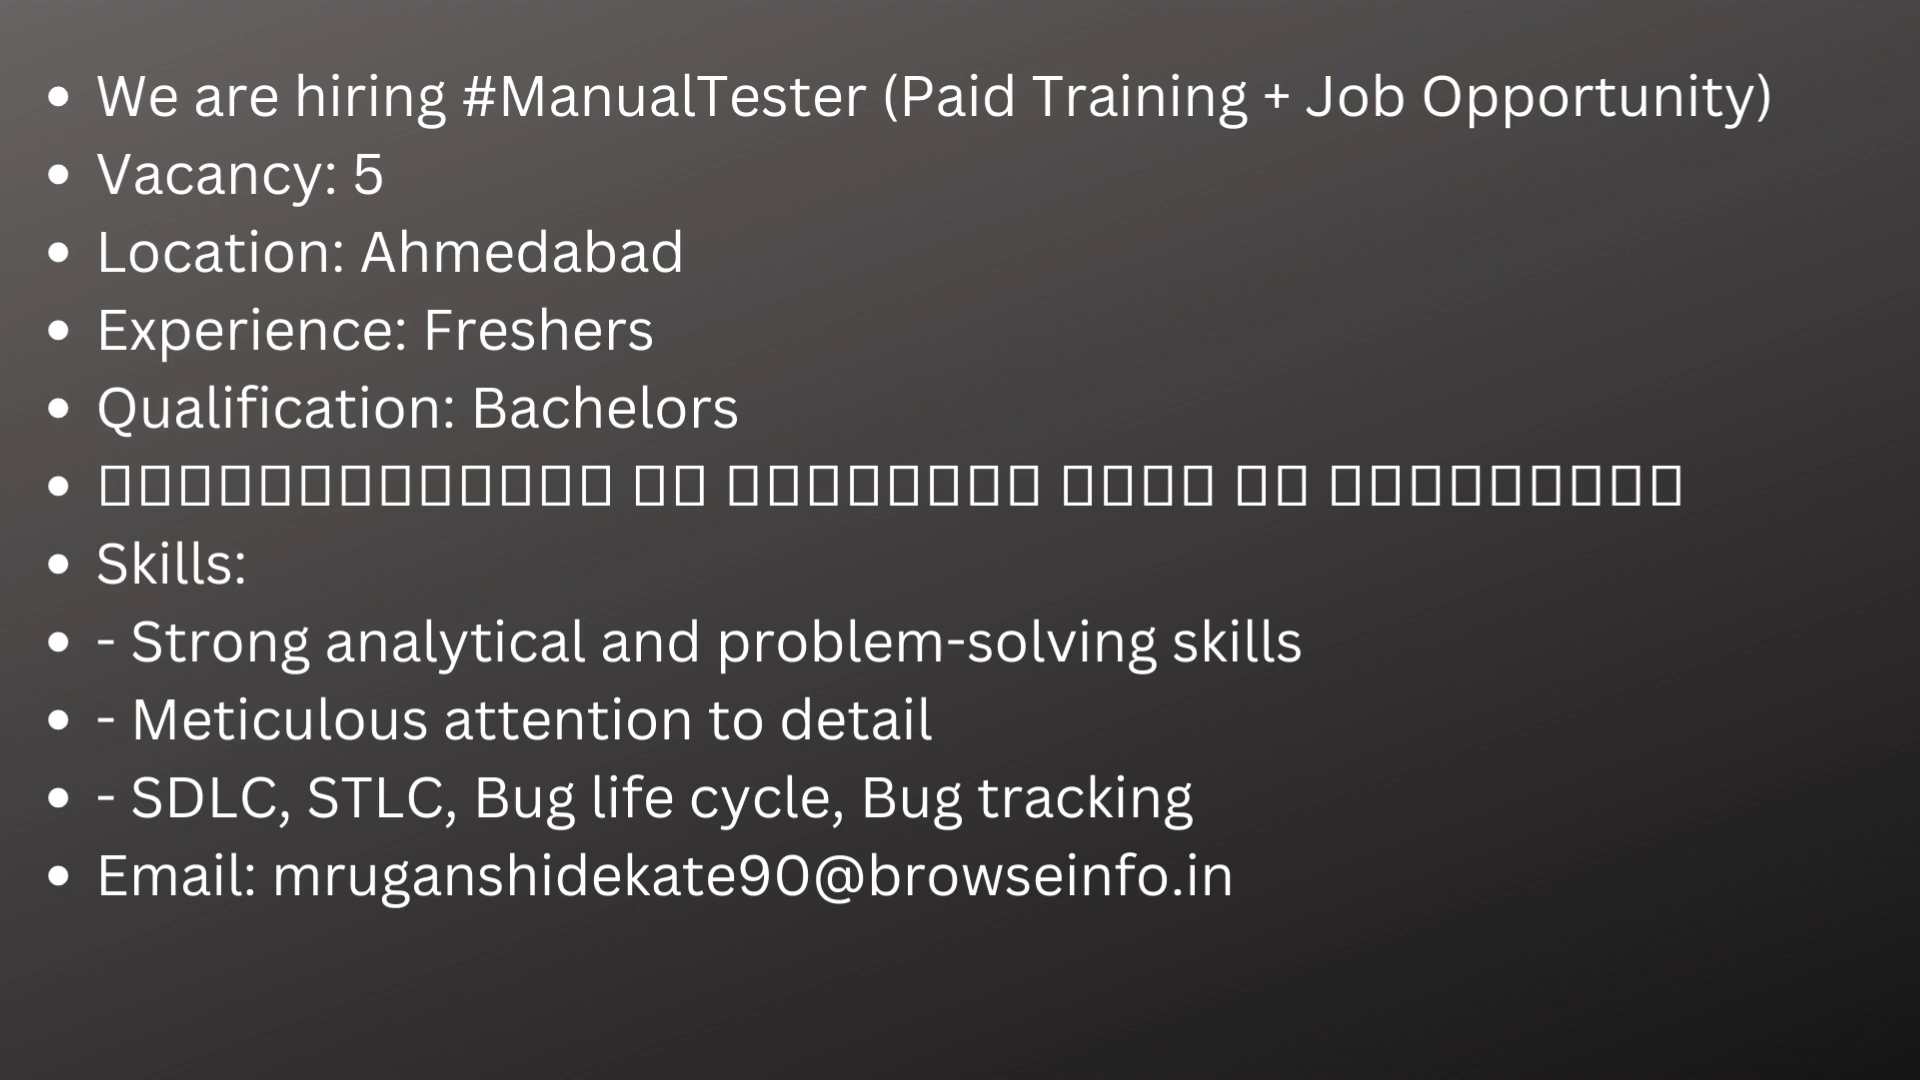 We are hiring #ManualTester (Paid Training + Job Opportunity)
Vacancy: 5
Location: Ahmedabad
Experience: Freshers
Qualification: Bachelors
Skills:
- Strong analytical and problem-solving skills
- Meticulous attention to detail
- SDLC, STLC, Bug life cycle, Bug tracking
Email: mruganshidekate90@browseinfo.in